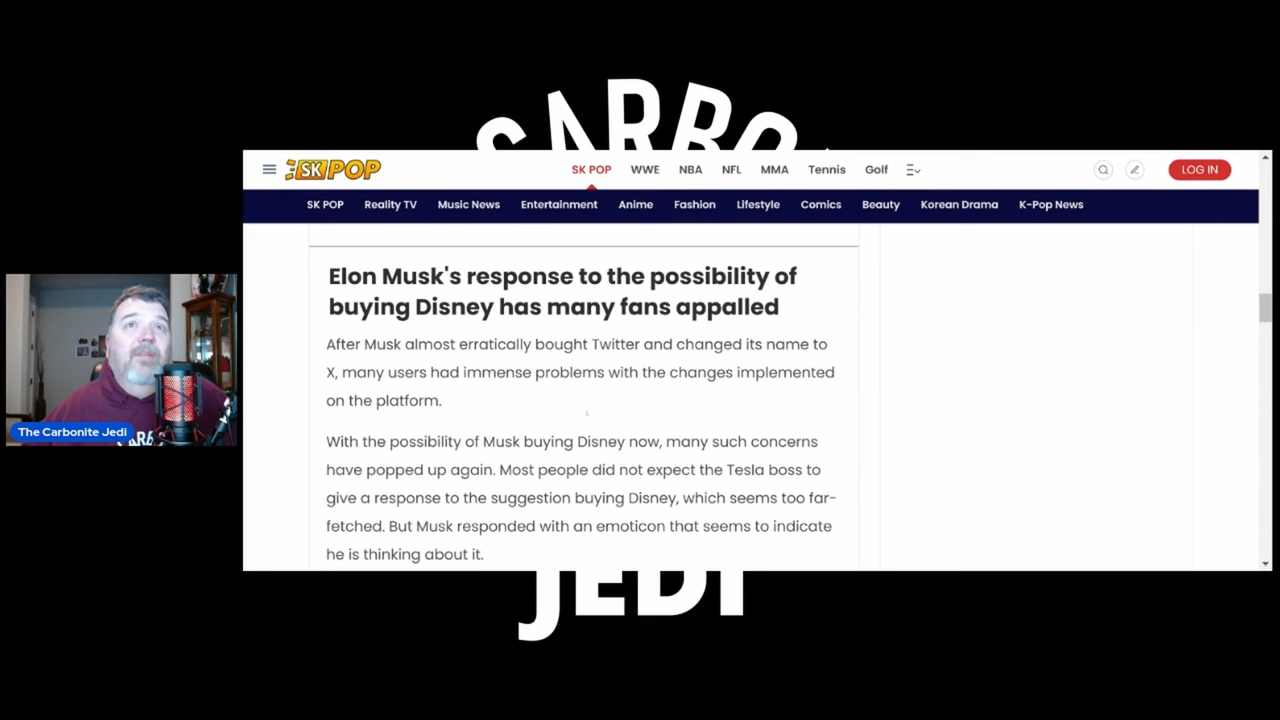 CARBO
SK POP
SK POP WWE NBA NFL MMA Tennis Golf
LOG IN
SK POP Reality TV Music News Entertainment Anime Fashion Lifestyle Comics Beauty Korean Drama K-Pop News
Elon Musk's response to the possibility of
buying Disney has many fans appalled
After Musk almost erratically bought Twitter and changed its name to
X, many users had immense problems with the changes implemented
on the platform.
With the possibility of Musk buying Disney now, many such concerns
have popped up again. Most people did not expect the Tesla boss to
give a response to the suggestion buying Disney, which seems too far-
fetched. But Musk responded with an emoticon that seems to indicate
he is thinking about it.
The Carbonite Jedi
JEDI